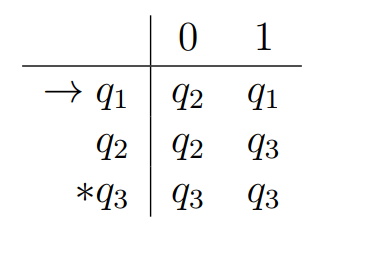 0 1
→ q₁ q₂ q₁
q₂ q₂ q₃
*q₃ q₃ q₃